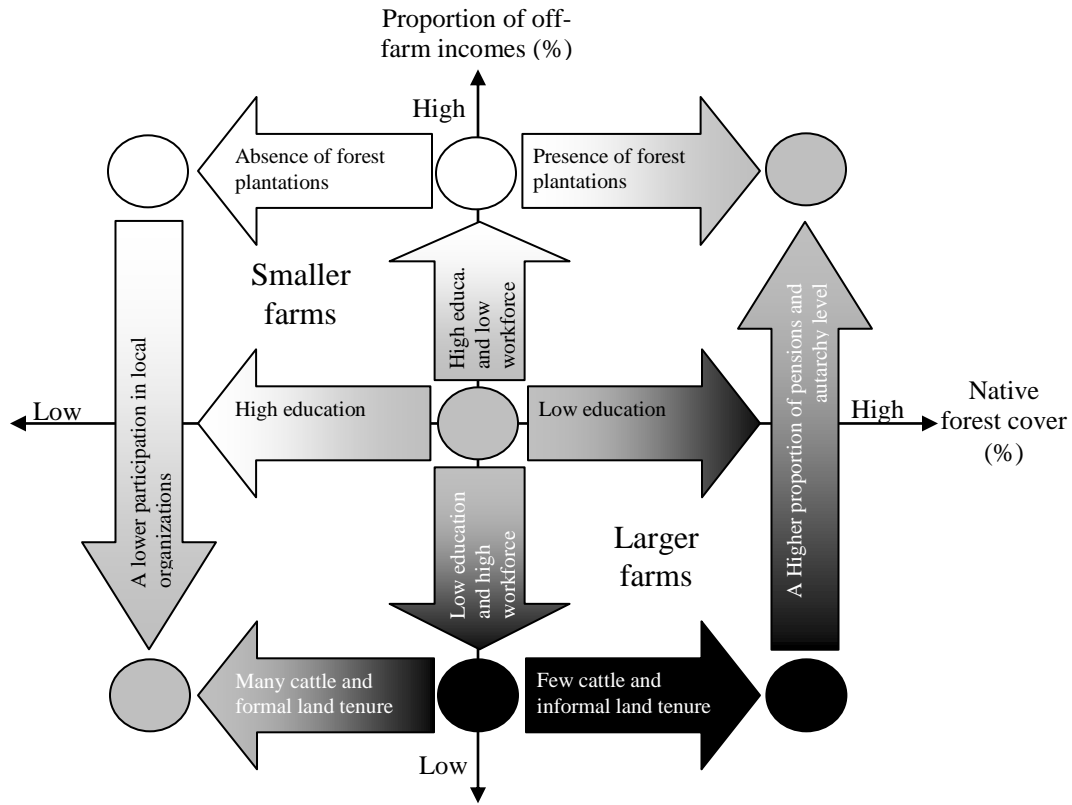 Proportion of off-
farm incomes (%)
High
Absence of forest
plantations
Presence of forest
plantations
Smaller
farms
High educa.
and low
workforce
A Higher proportion of pensions and
autarchy level
A lower participation in local
organizations
Low
High education
Low education
High
Native
forest cover
(%)
Low education
and high
workforce
Larger
farms
Many cattle and
formal land tenure
Few cattle and
informal land tenure
Low